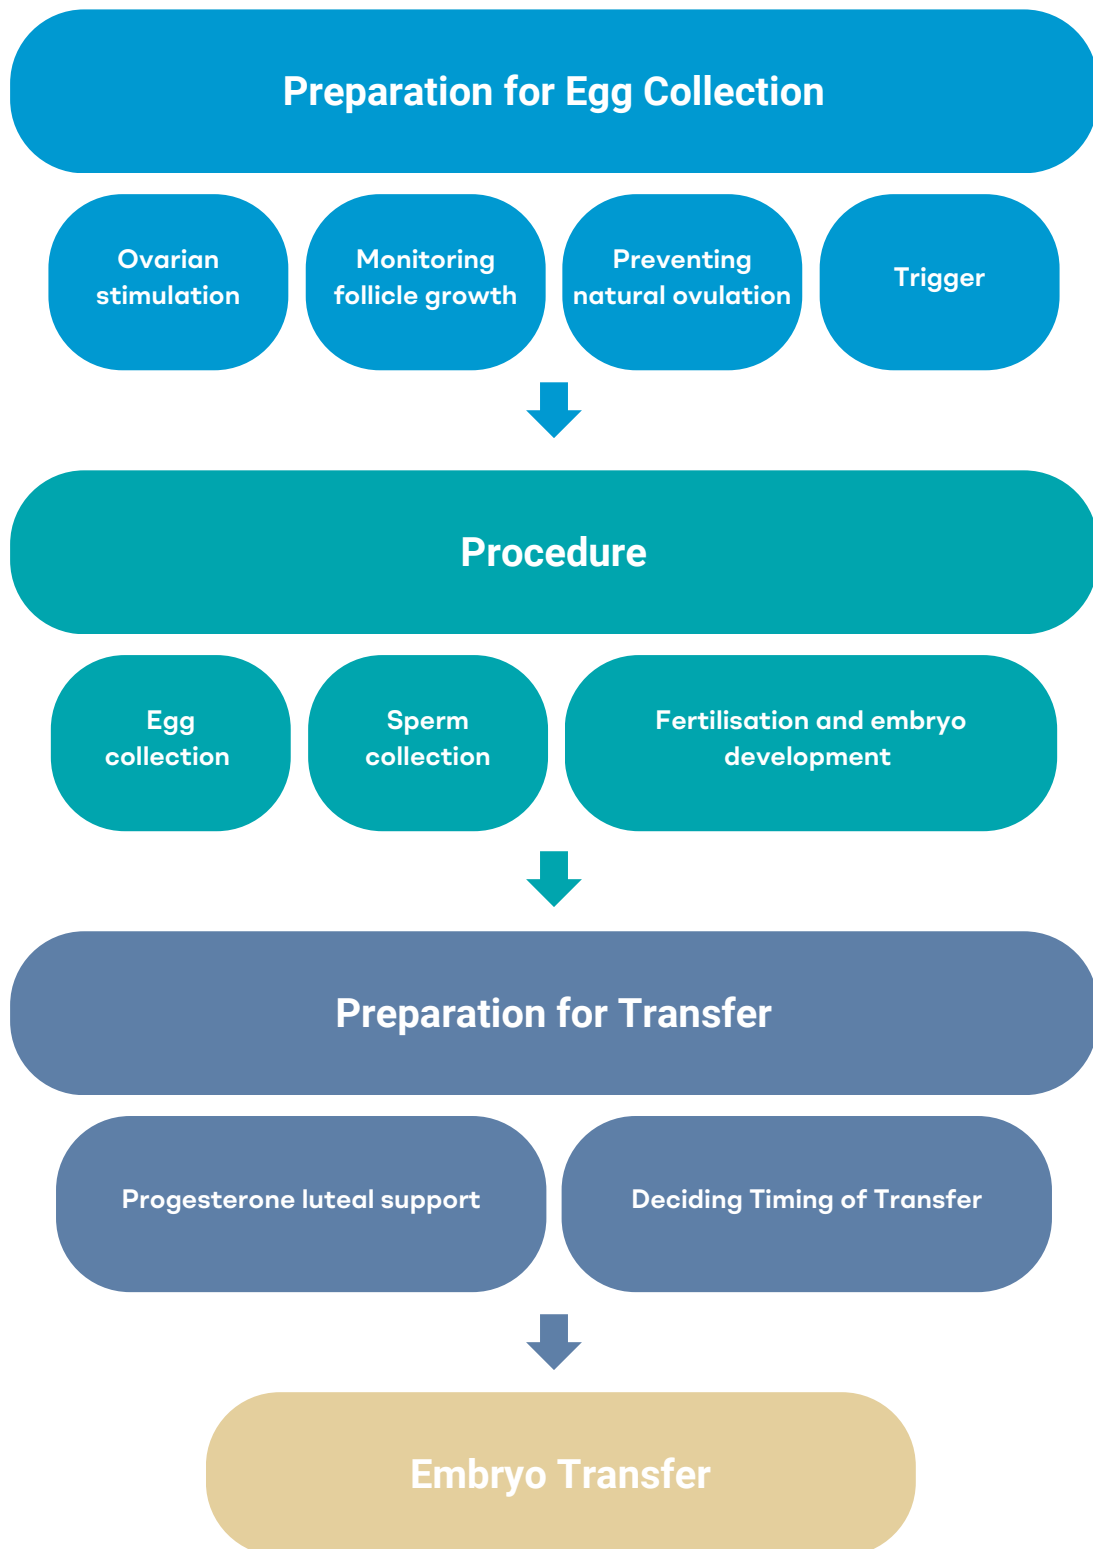 Preparation for Egg Collection
Ovarian
stimulation
Monitoring
follicle growth
Preventing
natural ovulation
Trigger
Procedure
Egg
collection
Sperm
collection
Fertilisation and embryo
development
Preparation for Transfer
Progesterone luteal support
Deciding Timing of Transfer
Embryo Transfer